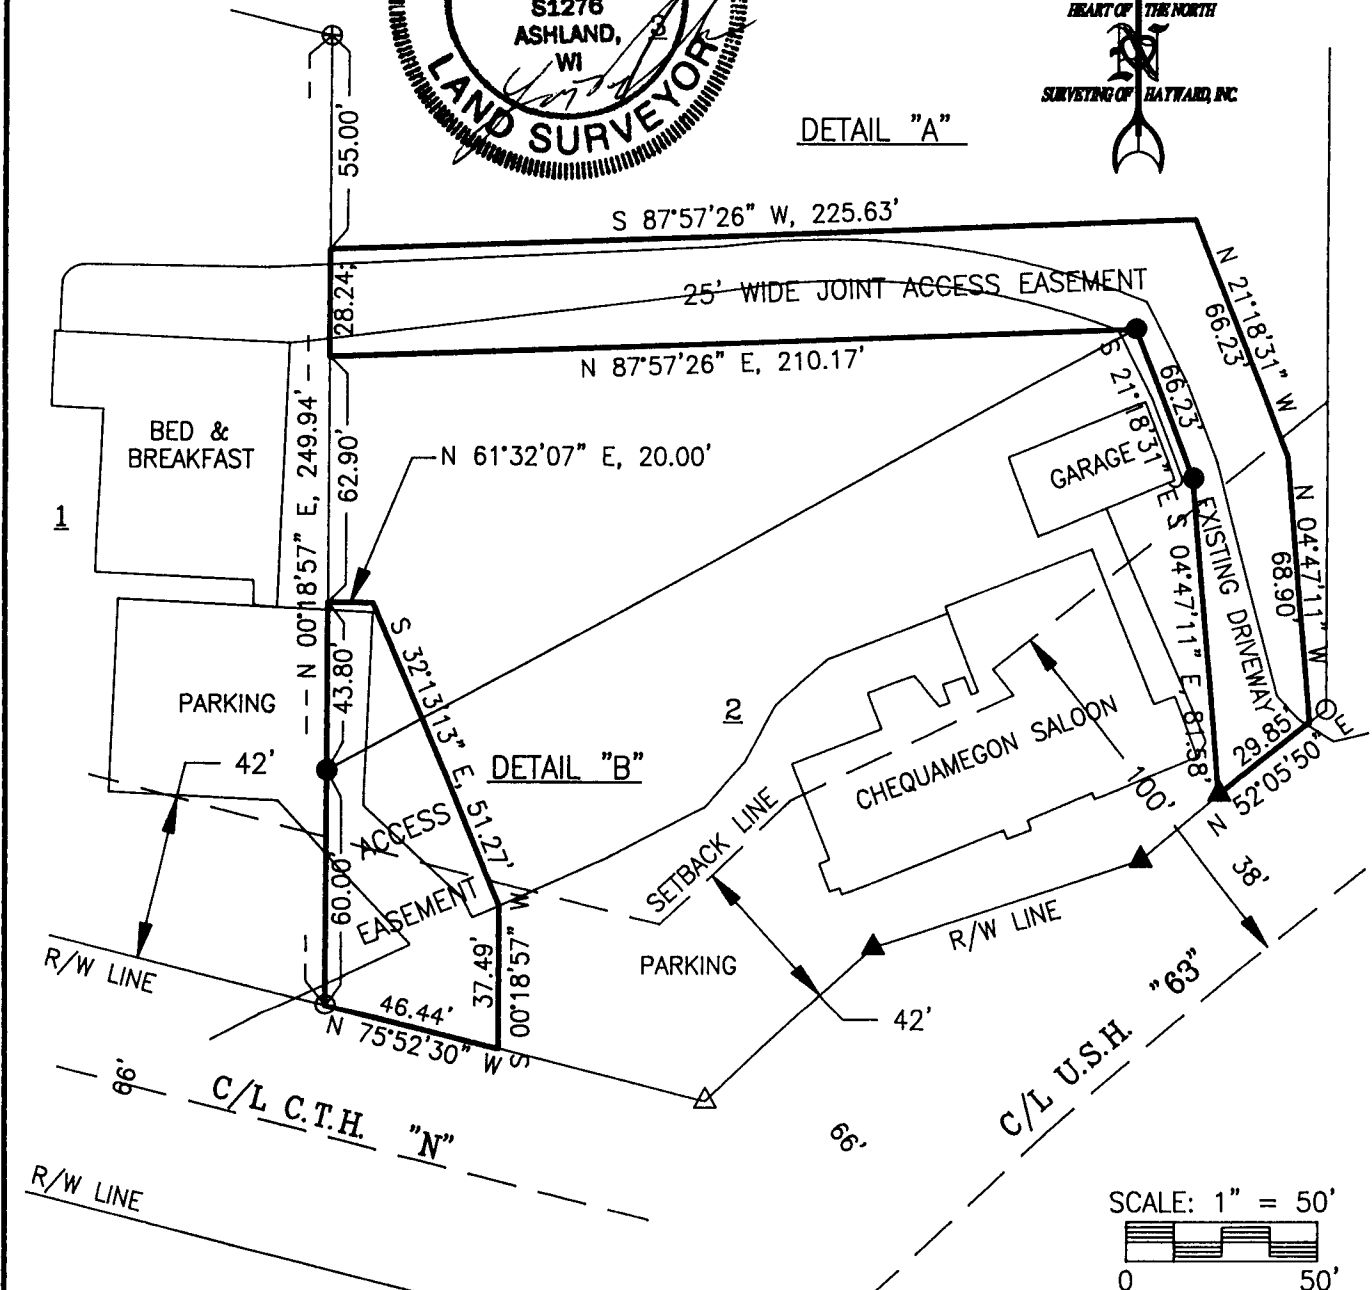 S1276
ASHLAND,
WI
LAND SURVEYOR
3
HEART OF THE NORTH
SURVEYING OF HAYWARD, INC.
DETAIL "A"
55.00'
S 87°57'26" W, 225.63'
28.24'
25' WIDE JOINT ACCESS EASEMENT
N 21°18'31" W
66.23'
N 87°57'26" E, 210.17'
S 21°18'31" E
66.23'
BED &
BREAKFAST
N 00°18'57" E, 249.94'
62.90'
N 61°32'07" E, 20.00'
GARAGE
1
EXISTING DRIVEWAY
N 04°47'11" W
68.90'
S 04°47'11" E, 87.58'
S 32°13'13" E, 51.27'
43.80'
PARKING
2
CHEQUAMEGON SALOON
42'
DETAIL "B"
100'
29.85'
N 52°05'50" E
ACCESS
EASEMENT
60.00'
SETBACK LINE
38'
R/W LINE
PARKING
R/W LINE
46.44'
N 75°52'30" W
37.49'
S 00°18'57" W
42'
"63"
C/L U.S.H.
66'
C/L C.T.H. "N"
66'
R/W LINE
SCALE: 1" = 50'
0 50'